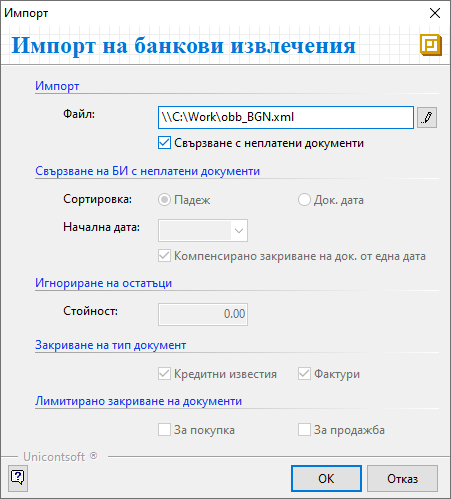 Импорт
Импорт на банкови извлечения
Импорт
Файл: \\C:\Work\obb_BGN.xml
Свързване с неплатени документи
Свързване на БИ с неплатени документи
Сортировка: Падеж Док. дата
Начална дата:
Компенсирано закриване на док. от една дата
Игнориране на остатъци
Стойност: 0.00
Закриване на тип документ
Кредитни известия Фактури
Лимитирано закриване на документи
За покупка За продажба
Unicontsoft ®
? OK Отказ